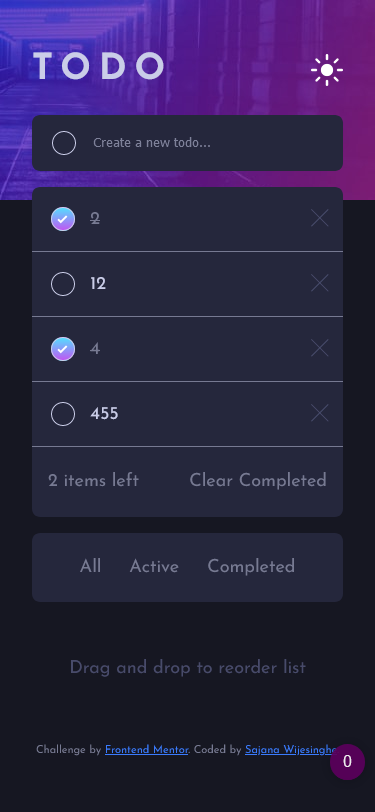 TODO
Create a new todo...
2
12
4
455
2 items left Clear Completed
All Active Completed
Drag and drop to reorder list
Challenge by Frontend Mentor. Coded by Sajana Wijesinghe
0